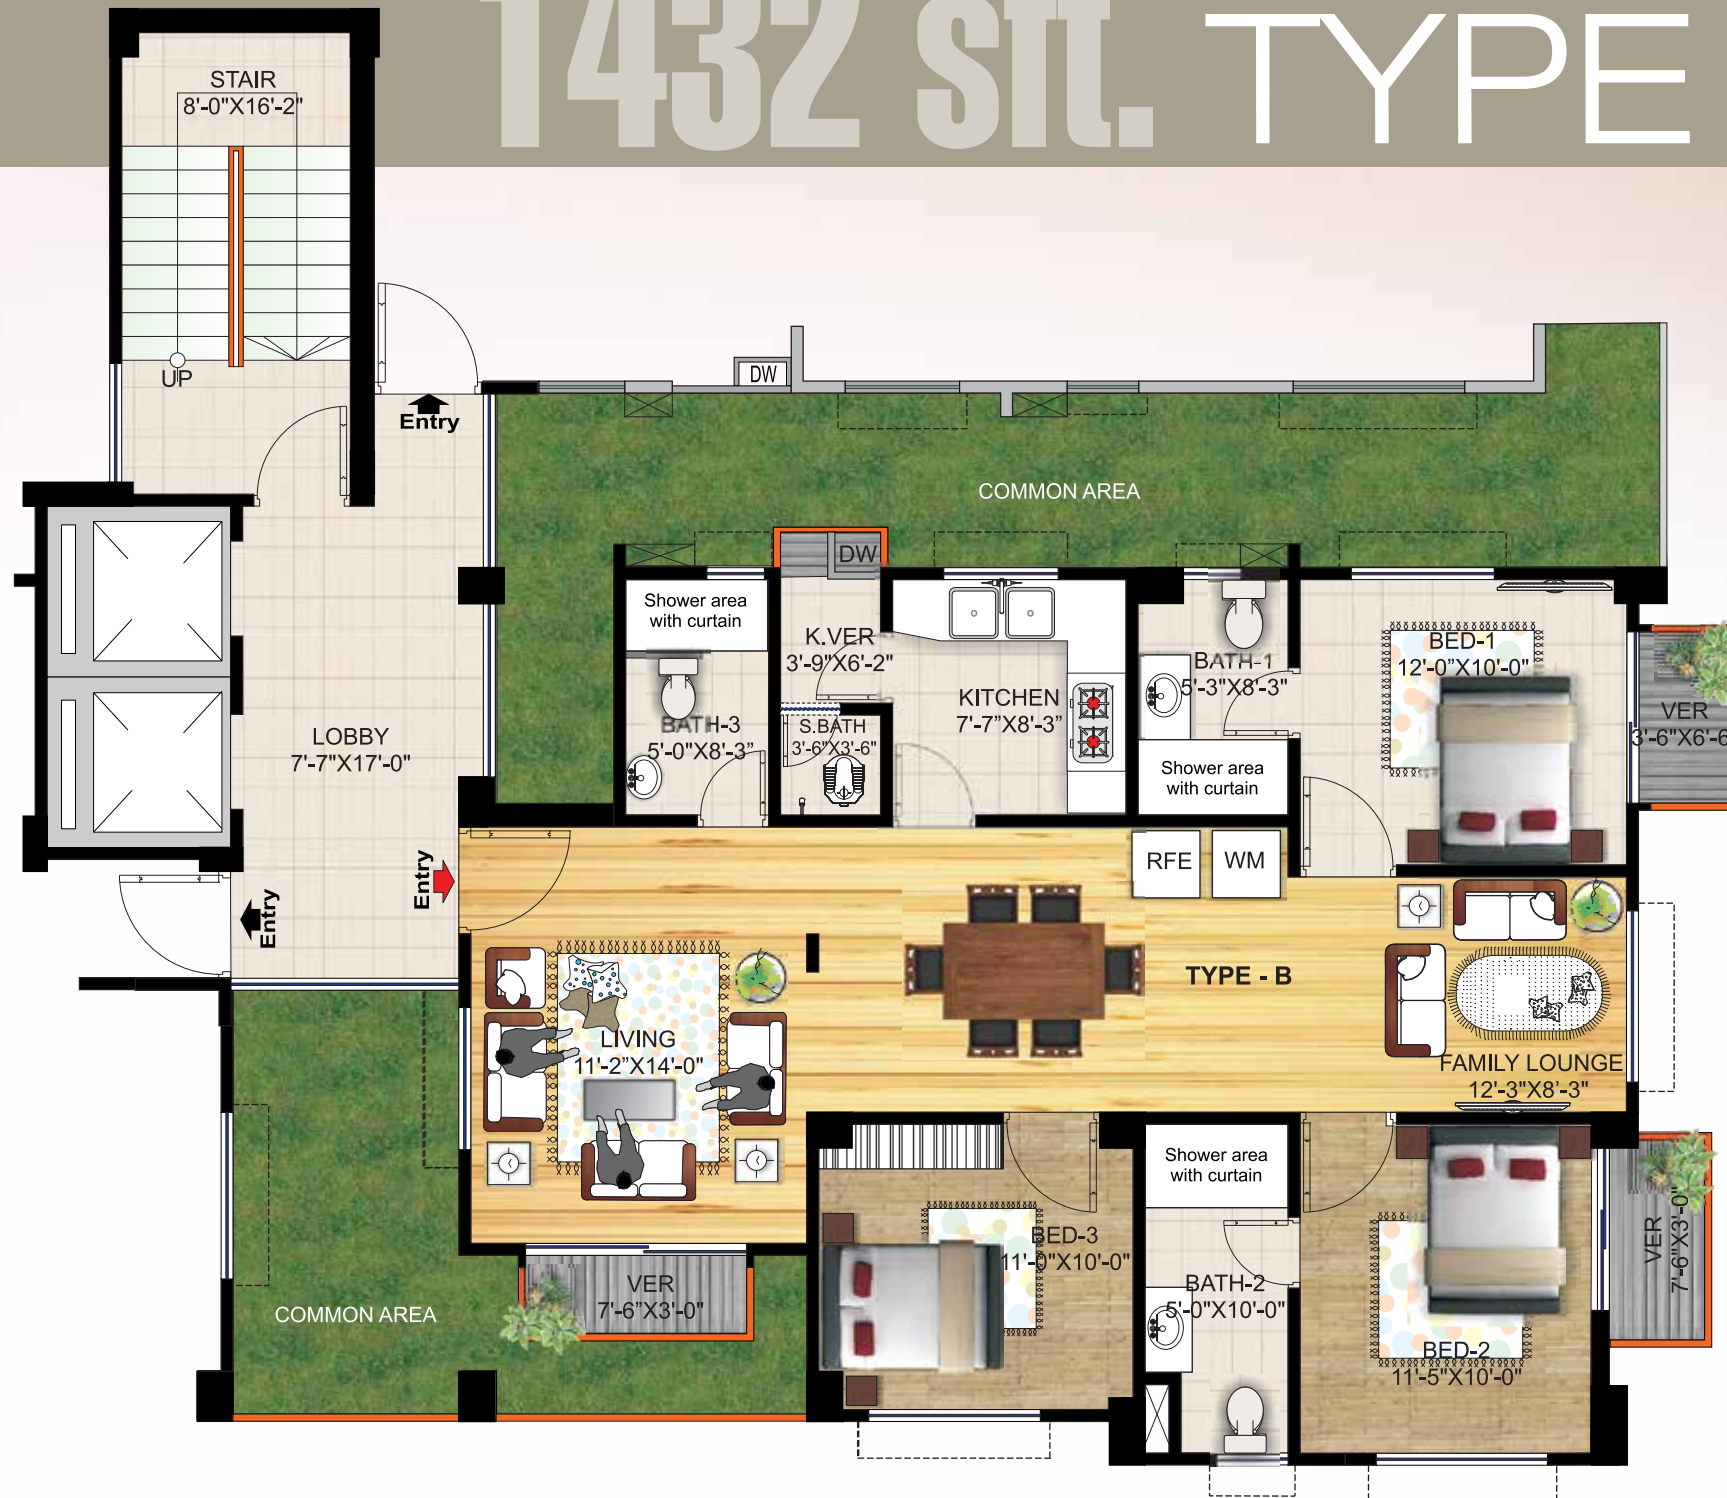 1432 sft. TYPE
STAIR
8'-0"X16'-2"
UP
Entry
DW
COMMON AREA
DW
Shower area
with curtain
K.VER
3'-9"X6'-2"
BATH-3
5'-0"X8'-3"
S.BATH
3'-6"X3'-6"
KITCHEN
7'-7"X8'-3"
BATH-1
5'-3"X8'-3"
Shower area
with curtain
BED-1
12'-0"X10'-0"
VER
3'-6"X6'-6
LOBBY
7'-7"X17'-0"
Entry
Entry
RFE
WM
TYPE - B
LIVING
11'-2"X14'-0"
FAMILY LOUNGE
12'-3"X8'-3"
Shower area
with curtain
BED-3
11'-0"X10'-0"
BATH-2
5'-0"X10'-0"
BED-2
11'-5"X10'-0"
VER
7'-6"X3'-0"
VER
7'-6"X3'-0"
COMMON AREA